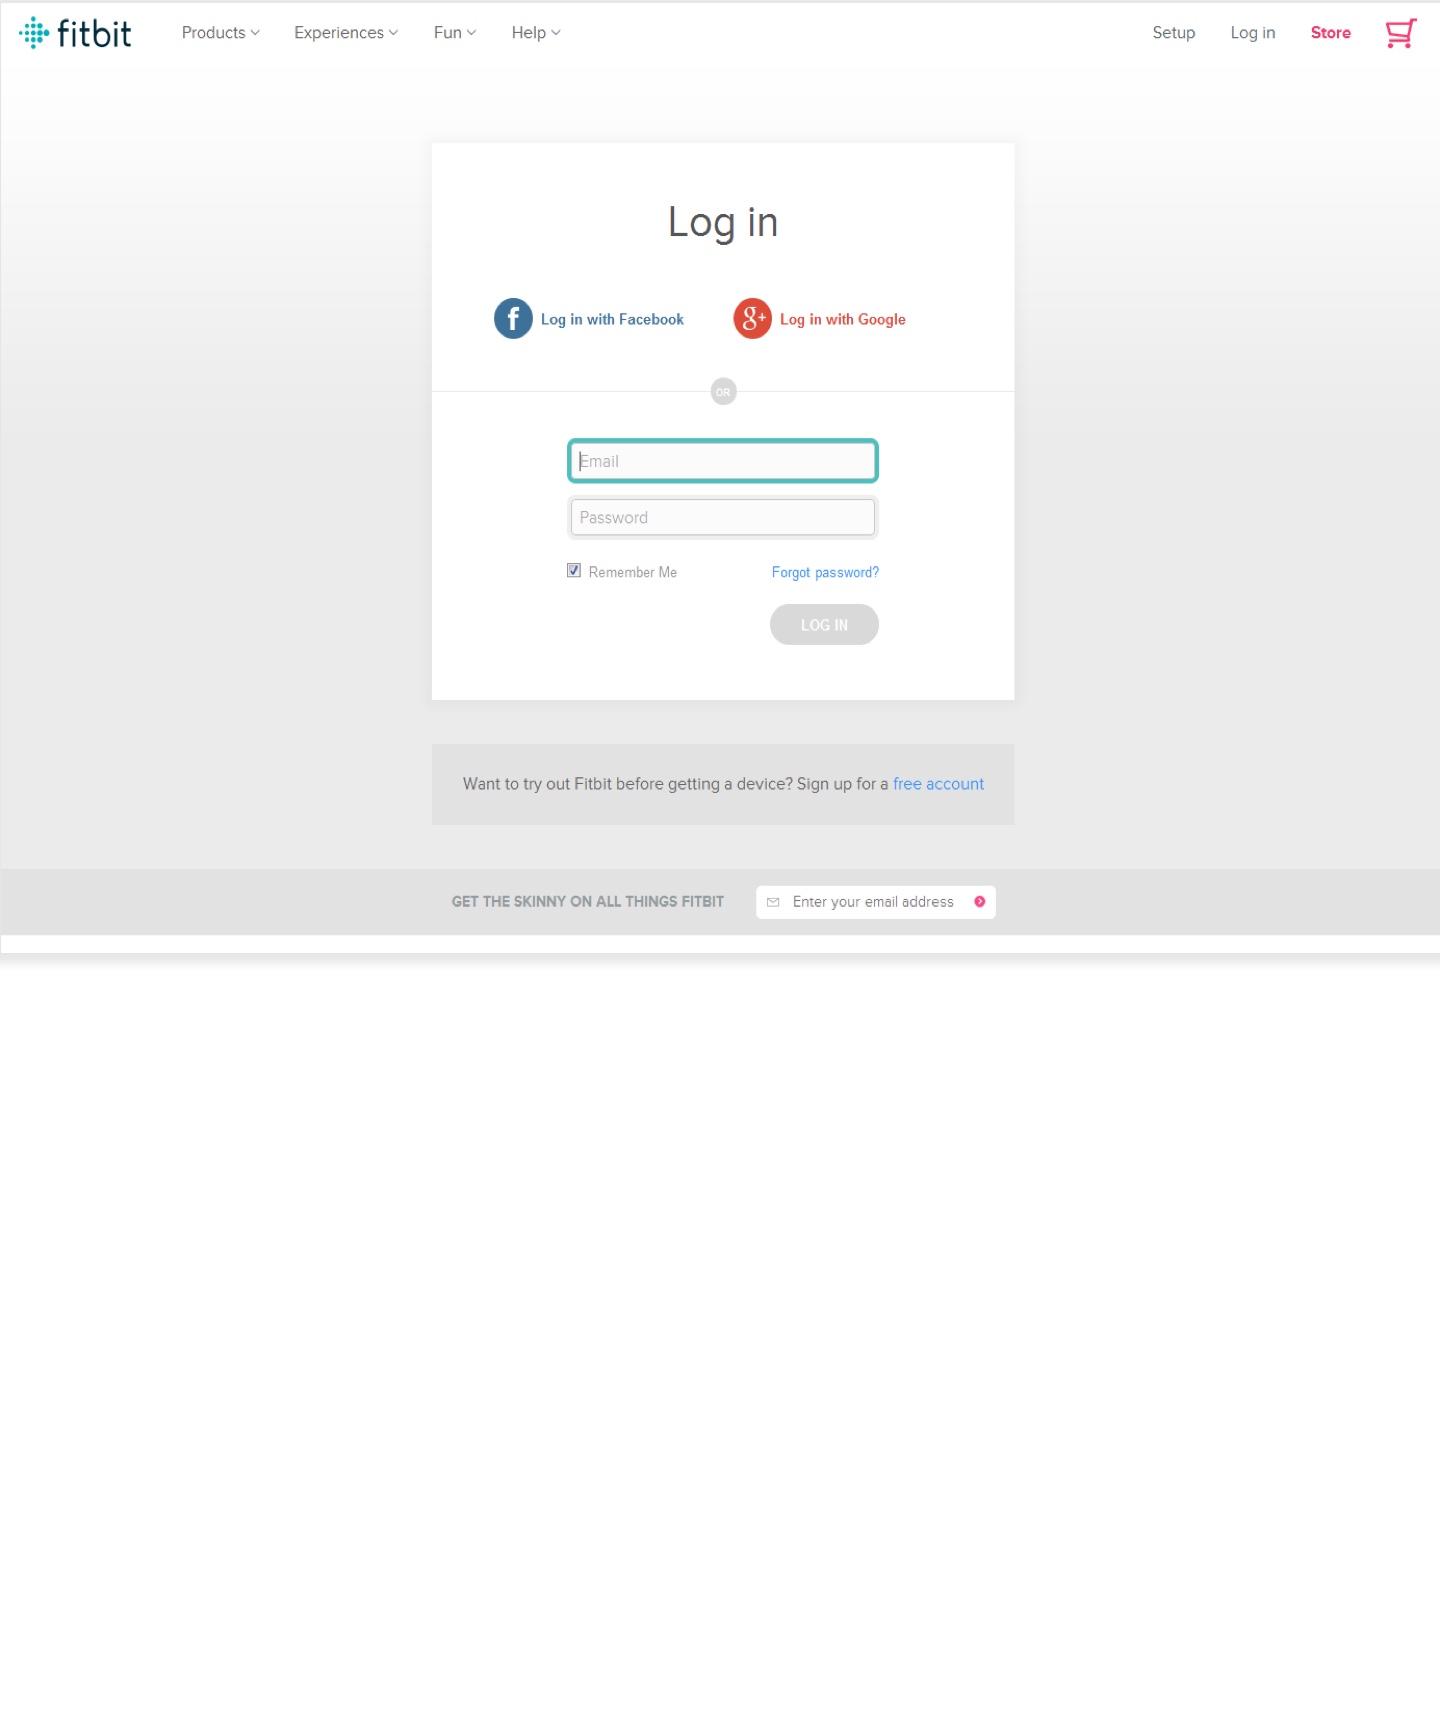 fitbit Products Experiences Fun Help Setup Log in Store
Log in
f Log in with Facebook g+ Log in with Google
OR
Email
Password
Remember Me Forgot password?
LOG IN
Want to try out Fitbit before getting a device? Sign up for a free account
GET THE SKINNY ON ALL THINGS FITBIT Enter your email address